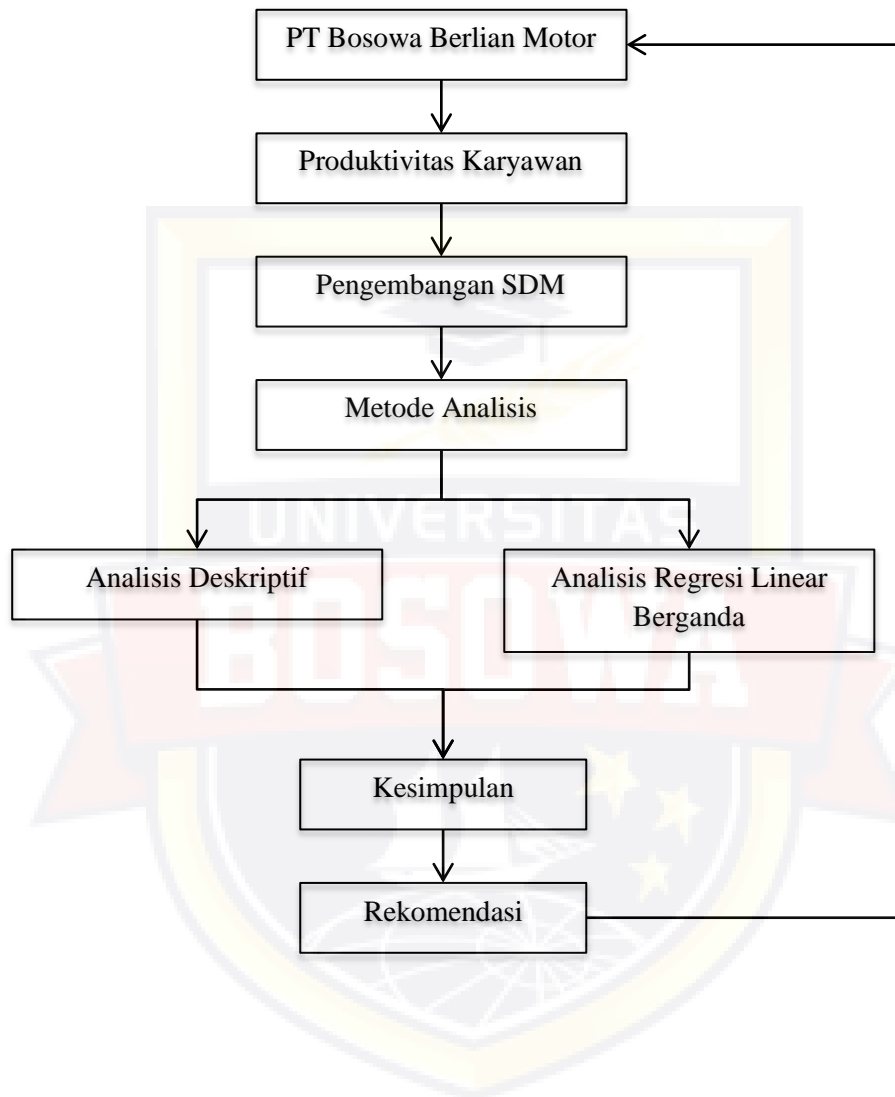 PT Bosowa Berlian Motor
Produktivitas Karyawan
Pengembangan SDM
Metode Analisis
UNIVERSITAS
Analisis Deskriptif
Analisis Regresi Linear
Berganda
BOSOWA
Kesimpulan
Rekomendasi